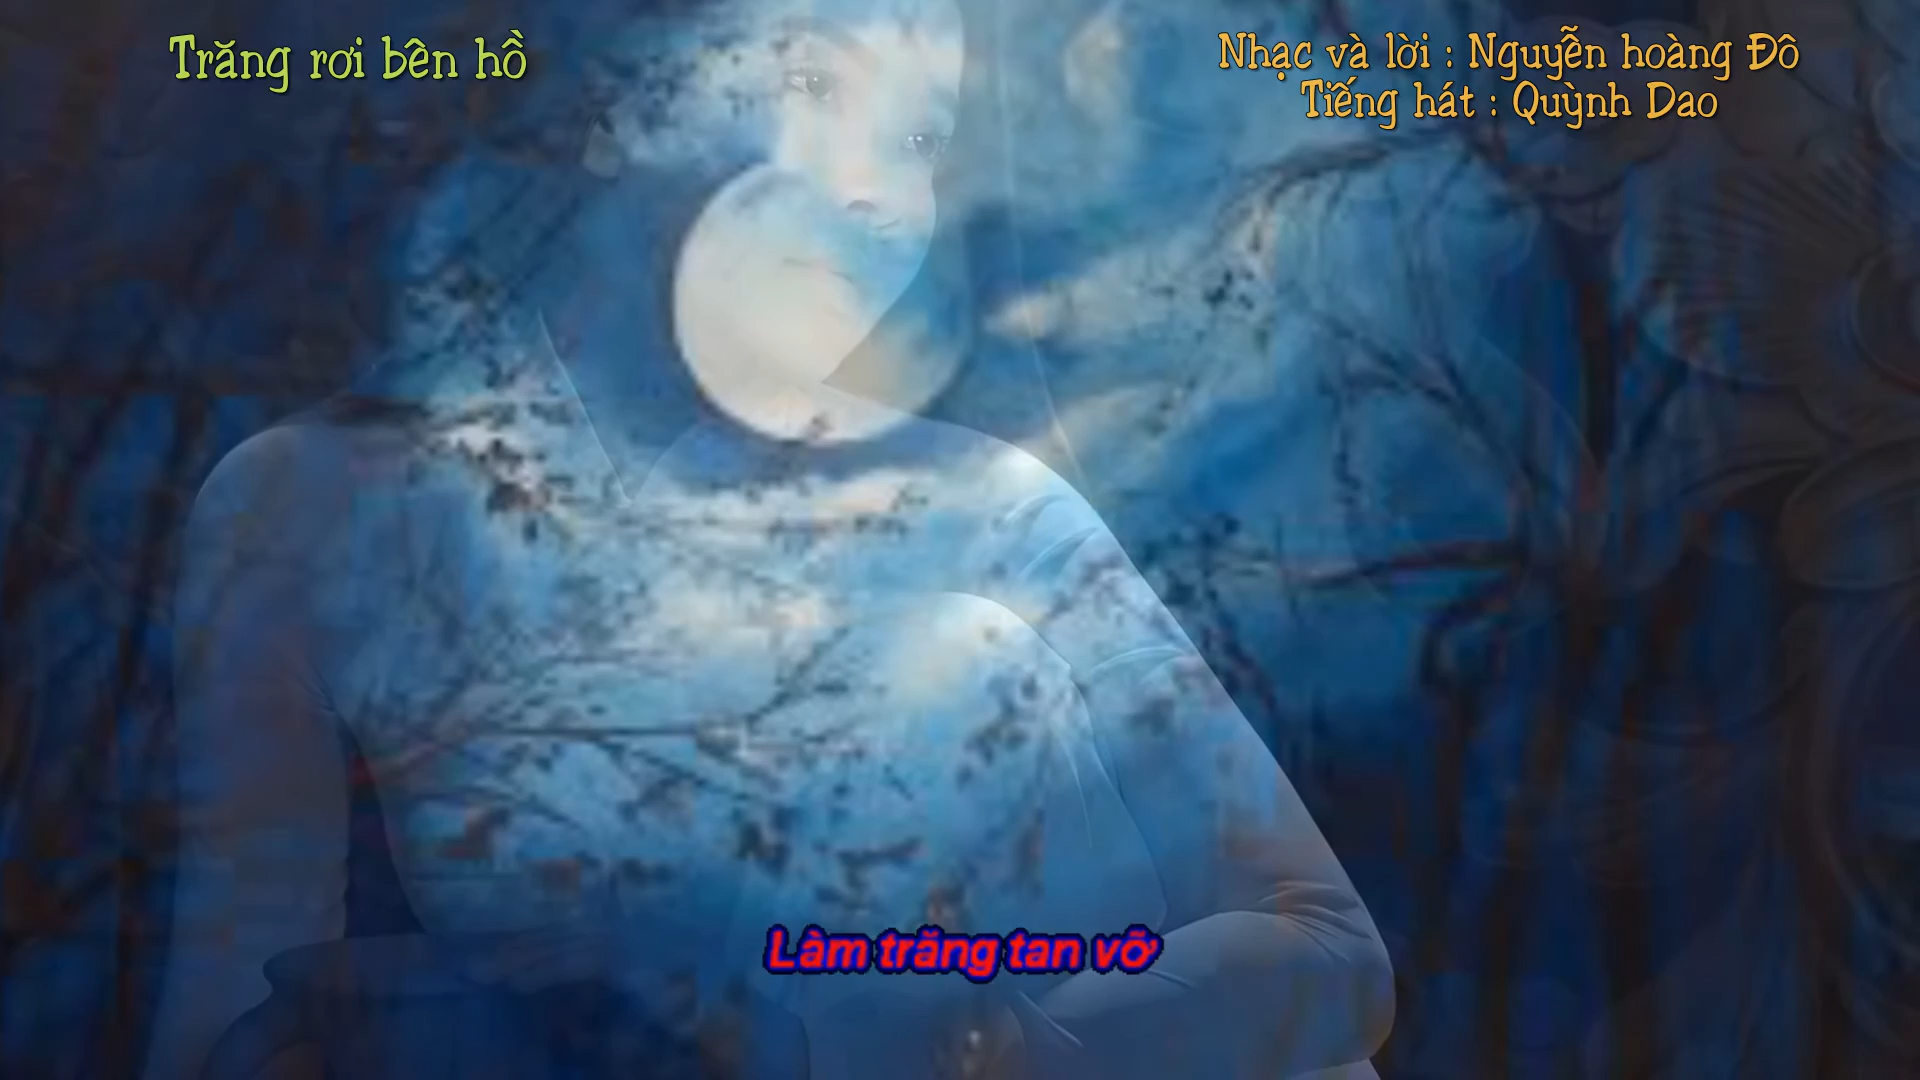 Trăng rơi bên hồ
Nhạc và lời : Nguyễn hoàng Đô
Tiếng hát : Quỳnh Dao
Làm trăng tan vỡ